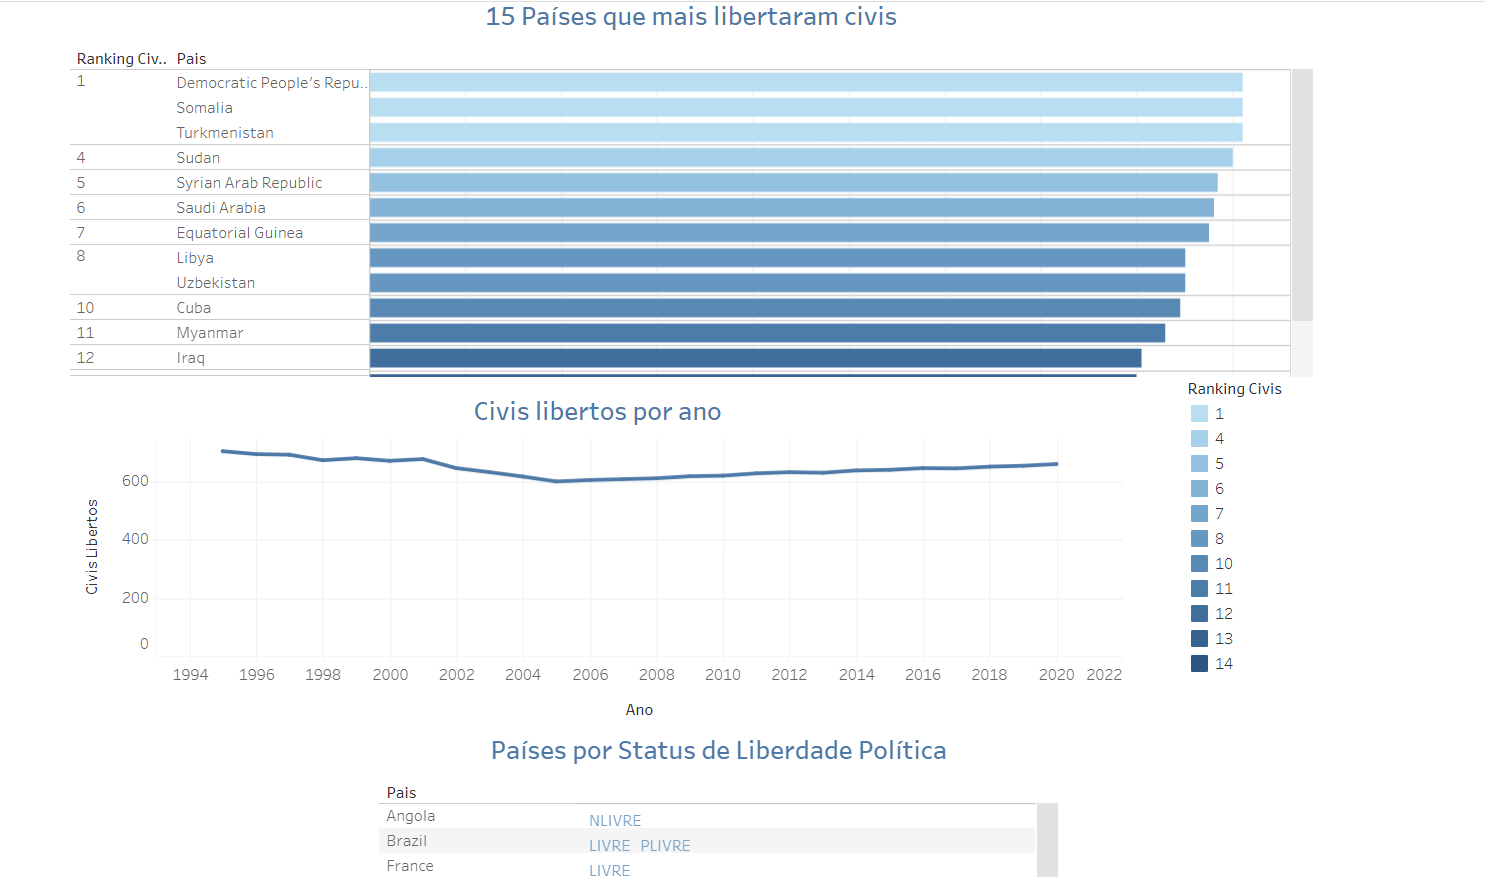 15 Países que mais libertaram civis
Ranking Civ.. Pais
1 Democratic People's Repu..
Somalia
Turkmenistan
4 Sudan
5 Syrian Arab Republic
6 Saudi Arabia
7 Equatorial Guinea
8 Libya
Uzbekistan
10 Cuba
11 Myanmar
12 Iraq
Civis libertos por ano
Civis Libertos
600
400
200
0
1994 1996 1998 2000 2002 2004 2006 2008 2010 2012 2014 2016 2018 2020 2022
Ano
Ranking Civis
1
4
5
6
7
8
10
11
12
13
14
Países por Status de Liberdade Política
Pais
Angola NLIVRE
Brazil LIVRE PLIVRE
France LIVRE